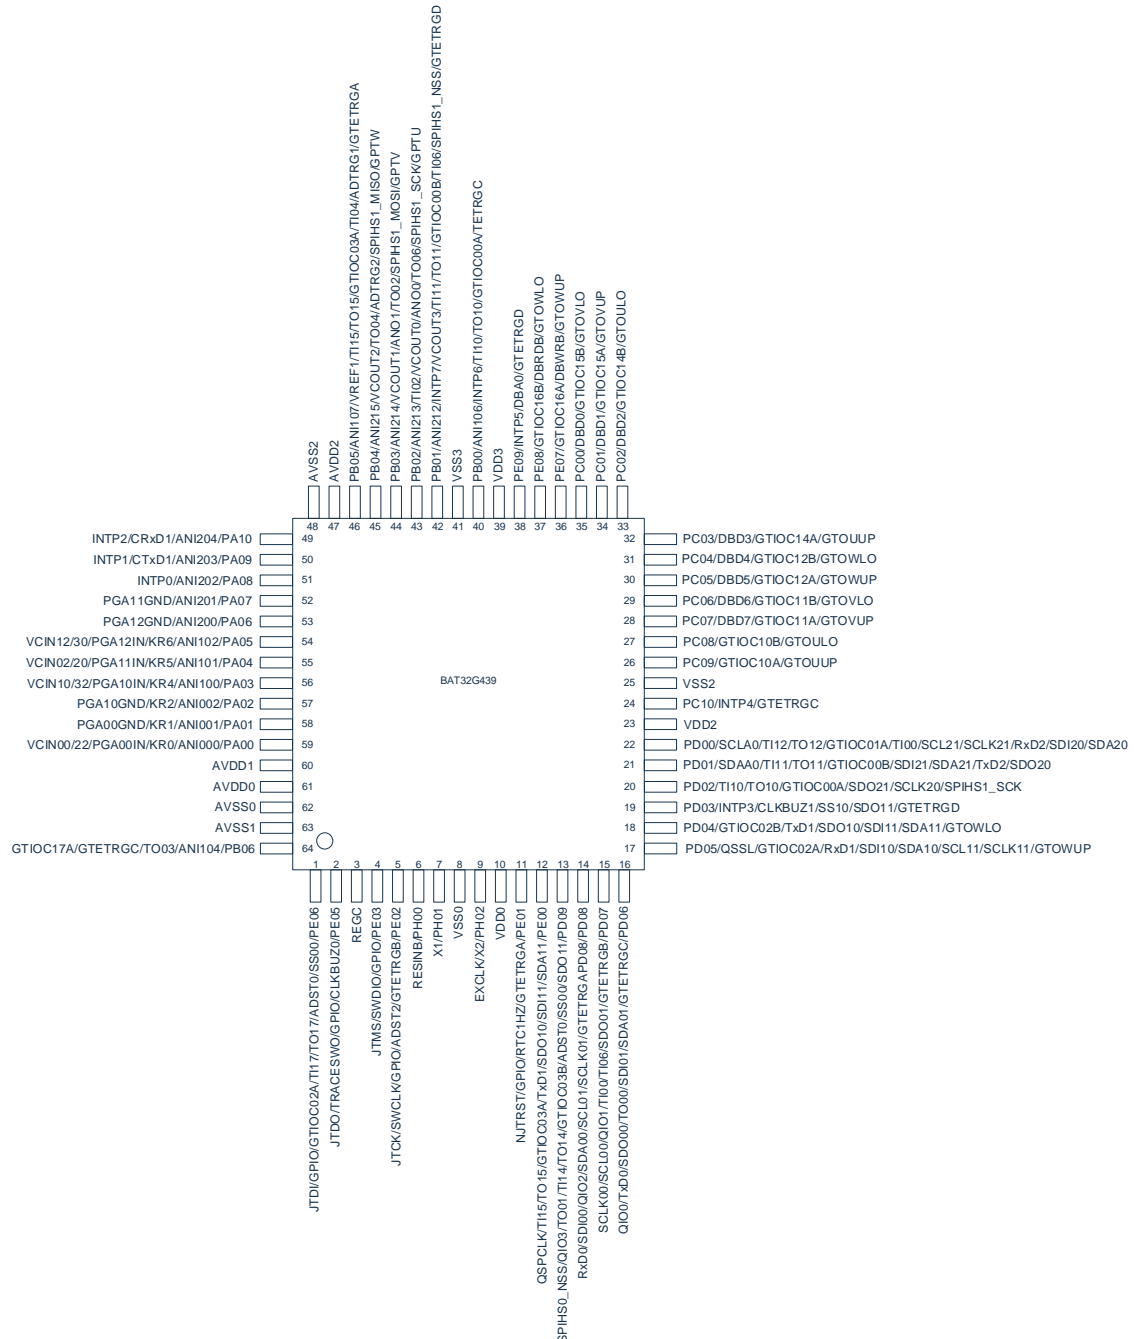 AVSS2
AVDD2
PB05/ANI107/VREF1/TI15/TO15/GTIOC03A/TI04/ADTRG1/GTETRGA
PB04/ANI215/VCOUT2/TO04/ADTRG2/SPIHS1_MISO/GPTW
PB03/ANI214/VCOUT1/ANO1/TO02/SPIHS1_MOSI/GPTV
PB02/ANI213/TI02/VCOUT0/ANO0/TO06/SPIHS1_SCK/GPTU
PB01/ANI212/INTP7/VCOUT3/TI11/TO11/GTIOC00B/TI06/SPIHS1_NSS/GTETRGD
VSS3
PB00/ANI106/INTP6/TI10/TO10/GTIOC00A/TETRGC
VDD3
PE09/INTP5/DBA0/GTETRGD
PE08/GTIOC16B/DBRDB/GTOWLO
PE07/GTIOC16A/DBWRB/GTOWUP
PC00/DBD0/GTIOC15B/GTOVLO
PC01/DBD1/GTIOC15A/GTOVUP
PC02/DBD2/GTIOC14B/GTOULO
48 47 46 45 44 43 42 41 40 39 38 37 36 35 34 33
INTP2/CRxD1/ANI204/PA10 49
INTP1/CTxD1/ANI203/PA09 50
INTP0/ANI202/PA08 51
PGA11GND/ANI201/PA07 52
PGA12GND/ANI200/PA06 53
VCIN12/30/PGA12IN/KR6/ANI102/PA05 54
VCIN02/20/PGA11IN/KR5/ANI101/PA04 55
VCIN10/32/PGA10IN/KR4/ANI100/PA03 56
PGA10GND/KR2/ANI002/PA02 57
PGA00GND/KR1/ANI001/PA01 58
VCIN00/22/PGA00IN/KR0/ANI000/PA00 59
AVDD1 60
AVDD0 61
AVSS0 62
AVSS1 63
GTIOC17A/GTETRGC/TO03/ANI104/PB06 64
BAT32G439
32 PC03/DBD3/GTIOC14A/GTOUUP
31 PC04/DBD4/GTIOC12B/GTOWLO
30 PC05/DBD5/GTIOC12A/GTOWUP
29 PC06/DBD6/GTIOC11B/GTOVLO
28 PC07/DBD7/GTIOC11A/GTOVUP
27 PC08/GTIOC10B/GTOULO
26 PC09/GTIOC10A/GTOUUP
25 VSS2
24 PC10/INTP4/GTETRGC
23 VDD2
22 PD00/SCLA0/TI12/TO12/GTIOC01A/TI00/SCL21/SCLK21/RxD2/SDI20/SDA20
21 PD01/SDAA0/TI11/TO11/GTIOC00B/SDI21/SDA21/TxD2/SDO20
20 PD02/TI10/TO10/GTIOC00A/SDO21/SCLK20/SPIHS1_SCK
19 PD03/INTP3/CLKBUZ1/SS10/SDO11/GTETRGD
18 PD04/GTIOC02B/TxD1/SDO10/SDI11/SDA11/GTOWLO
17 PD05/QSSL/GTIOC02A/RxD1/SDI10/SDA10/SCL11/SCLK11/GTOWUP
1 2 3 4 5 6 7 8 9 10 11 12 13 14 15 16
JTDI/GPIO/GTIOC02A/TI17/TO17/ADST0/SS00/PE06
JTDO/TRACESWO/GPIO/CLKBUZ0/PE05
REGC
JTMS/SWDIO/GPIO/PE03
JTCK/SWCLK/GPIO/ADST2/GTETRGB/PE02
RESINB/PH00
X1/PH01
VSS0
EXCLK/X2/PH02
VDD0
NJTRST/GPIO/RTC1HZ/GTETRGA/PE01
QSPCLK/TI15/TO15/GTIOC03A/TxD1/SDO10/SDI11/SDA11/PE00
SPIHS0_NSS/QIO3/TO01/TI14/TO14/GTIOC03B/ADST0/SS00/SDO11/PD09
RxD0/SDI00/QIO2/SDA00/SCL01/SCLK01/GTETRGAPD08/PD08
SCLK00/SCL00/QIO1/TI00/TI06/SDO01/GTETRGB/PD07
QIO0/TxD0/SDO00/TO00/SDI01/SDA01/GTETRGC/PD06